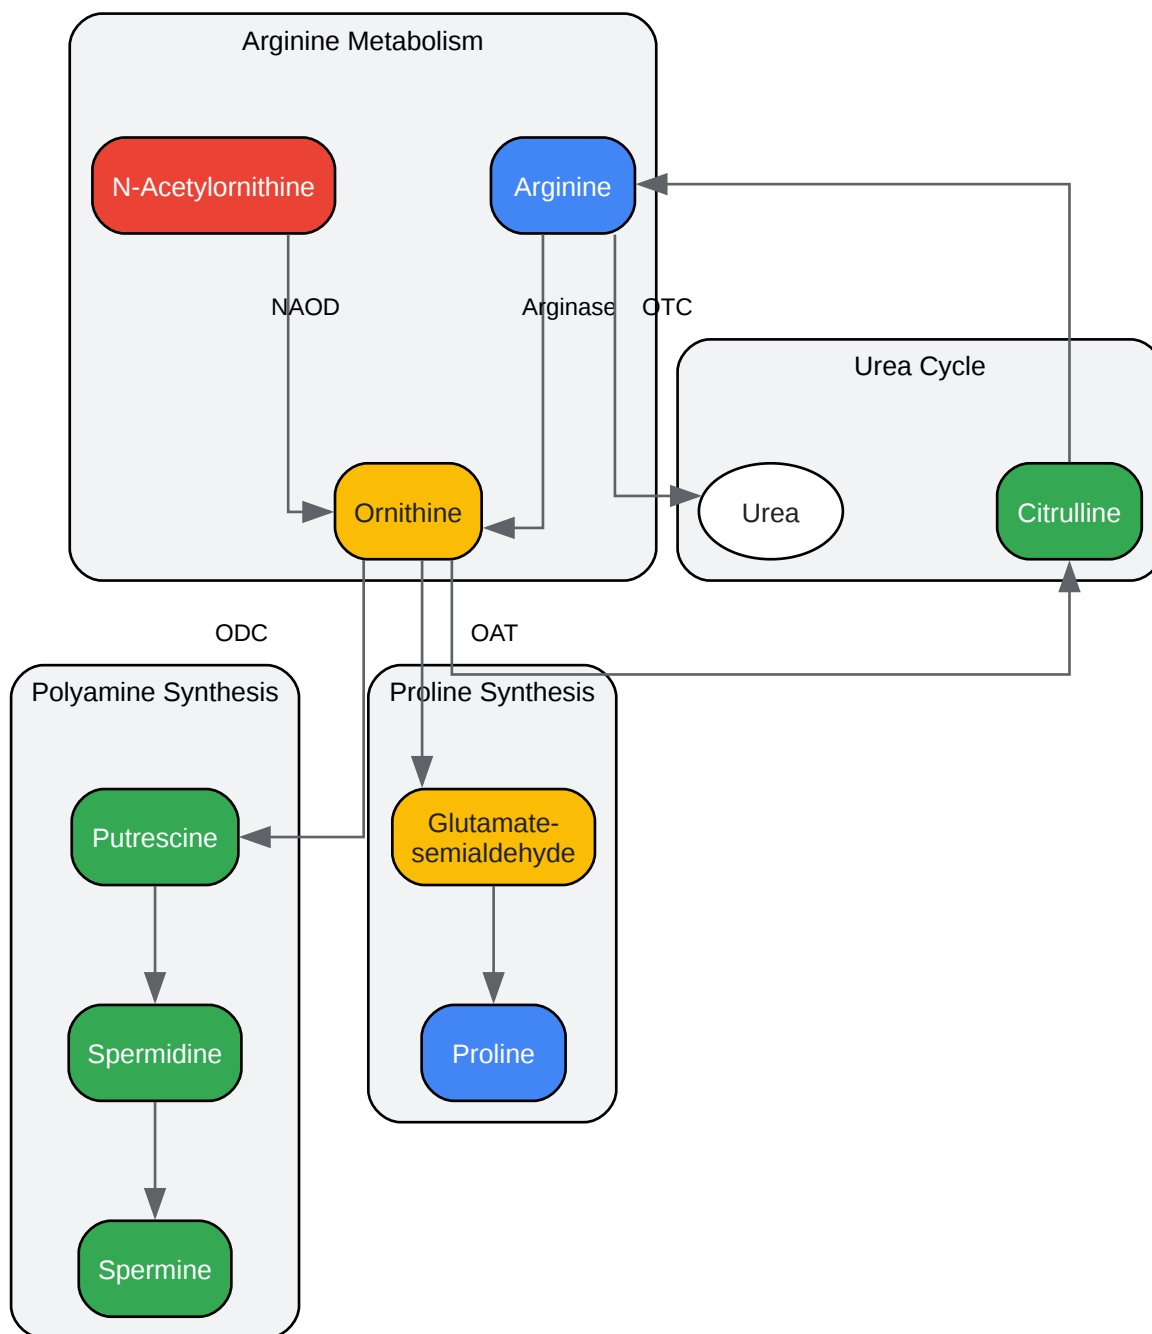 Arginine Metabolism
N-Acetylornithine
Arginine
NAOD
Arginase
OTC
Urea Cycle
Ornithine
Urea
Citrulline
ODC
OAT
Polyamine Synthesis
Proline Synthesis
Putrescine
Glutamate-
semialdehyde
Spermidine
Proline
Spermine